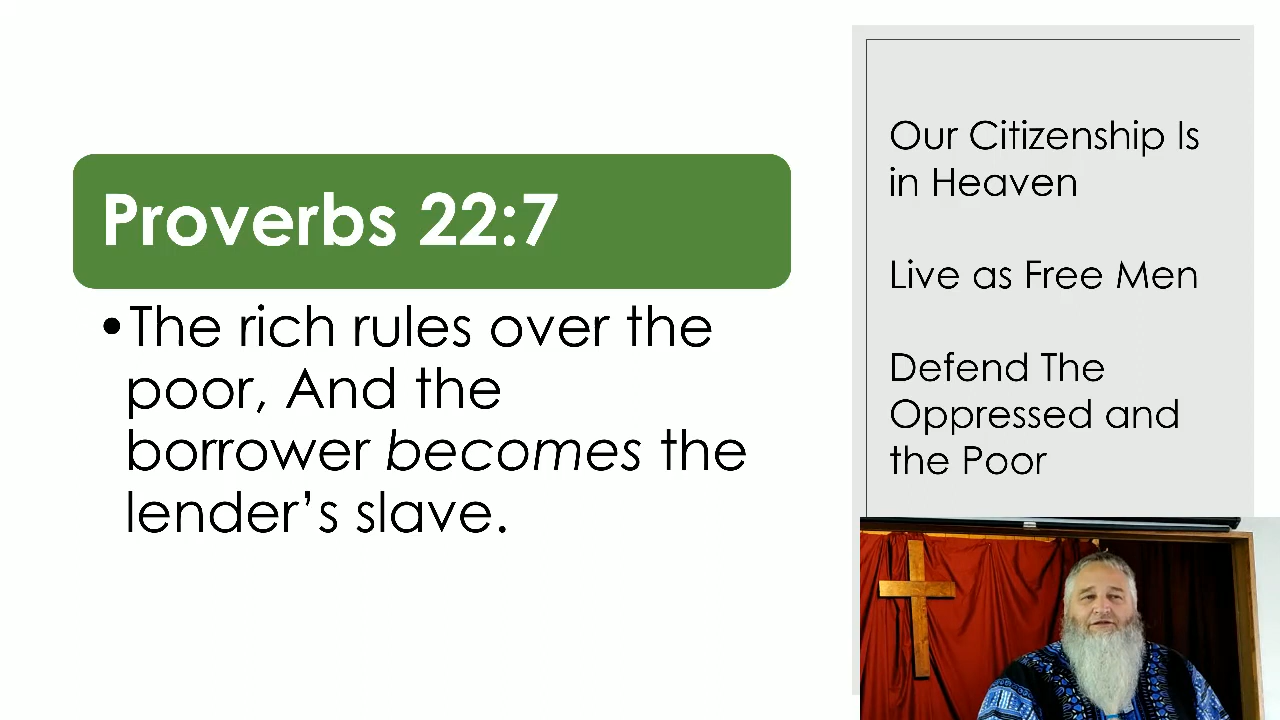 Proverbs 22:7
•The rich rules over the
poor, And the
borrower becomes the
lender’s slave.
Our Citizenship Is
in Heaven
Live as Free Men
Defend The
Oppressed and
the Poor